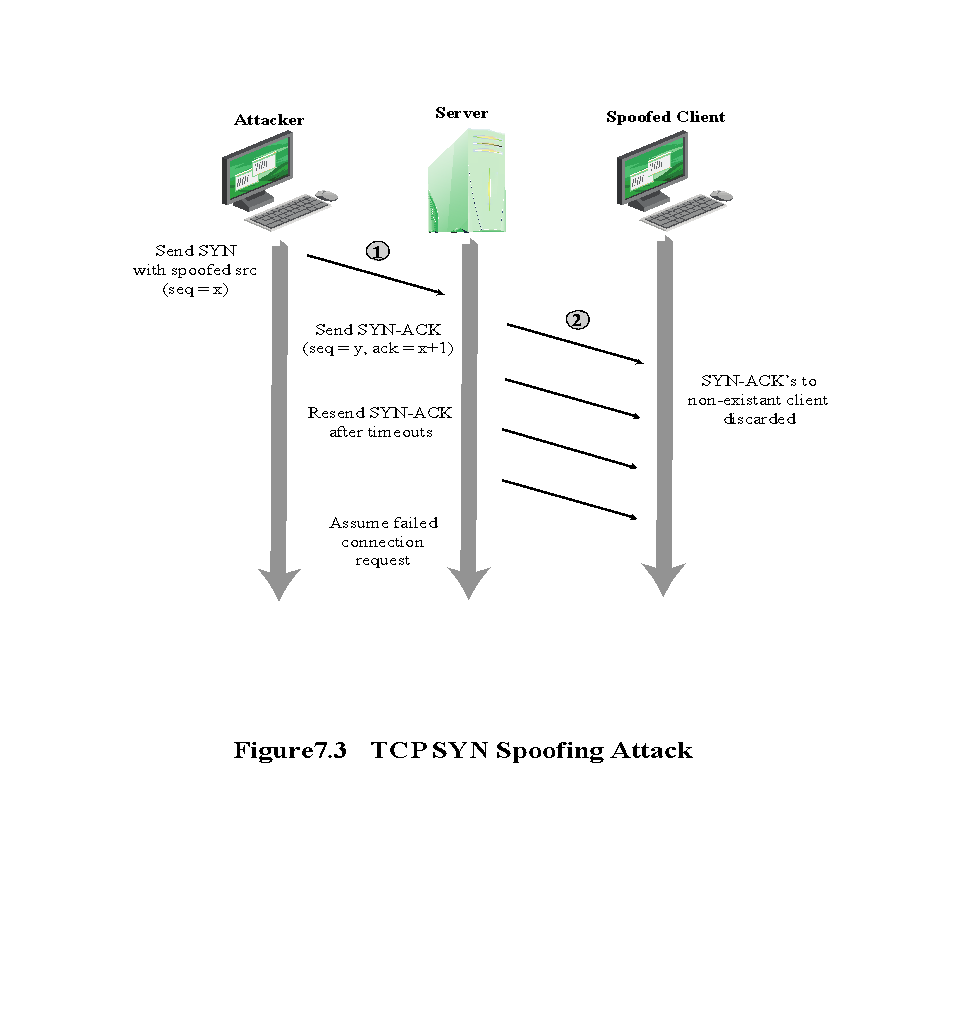 Attacker
Server
Spoofed Client
Send SYN
with spoofed src
(seq = x)
1
Send SYN-ACK
(seq = y, ack = x+1)
2
SYN-ACK's to
non-existant client
discarded
Resend SYN-ACK
after timeouts
Assume failed
connection
request
Figure7.3 TCP SYN Spoofing Attack